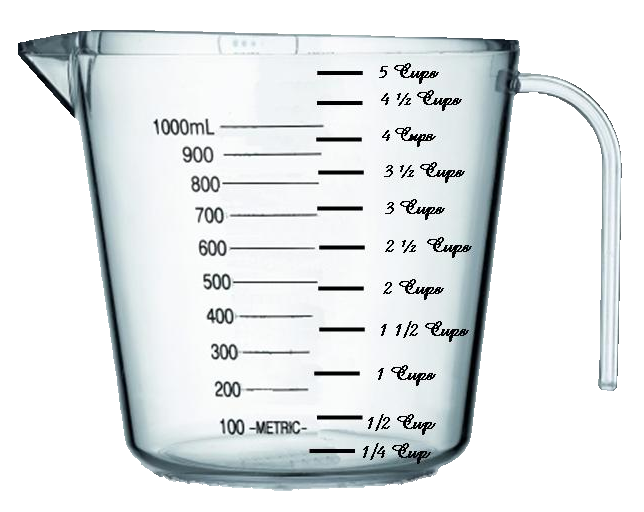 5 Cups
4 ½ Cups
1000mL
4 Cups
900
3 ½ Cups
800
3 Cups
700
2 ½ Cups
600
500
2 Cups
400
1 1/2 Cups
300
1 Cups
200
1/2 Cup
100 -METRIC-
1/4 Cup